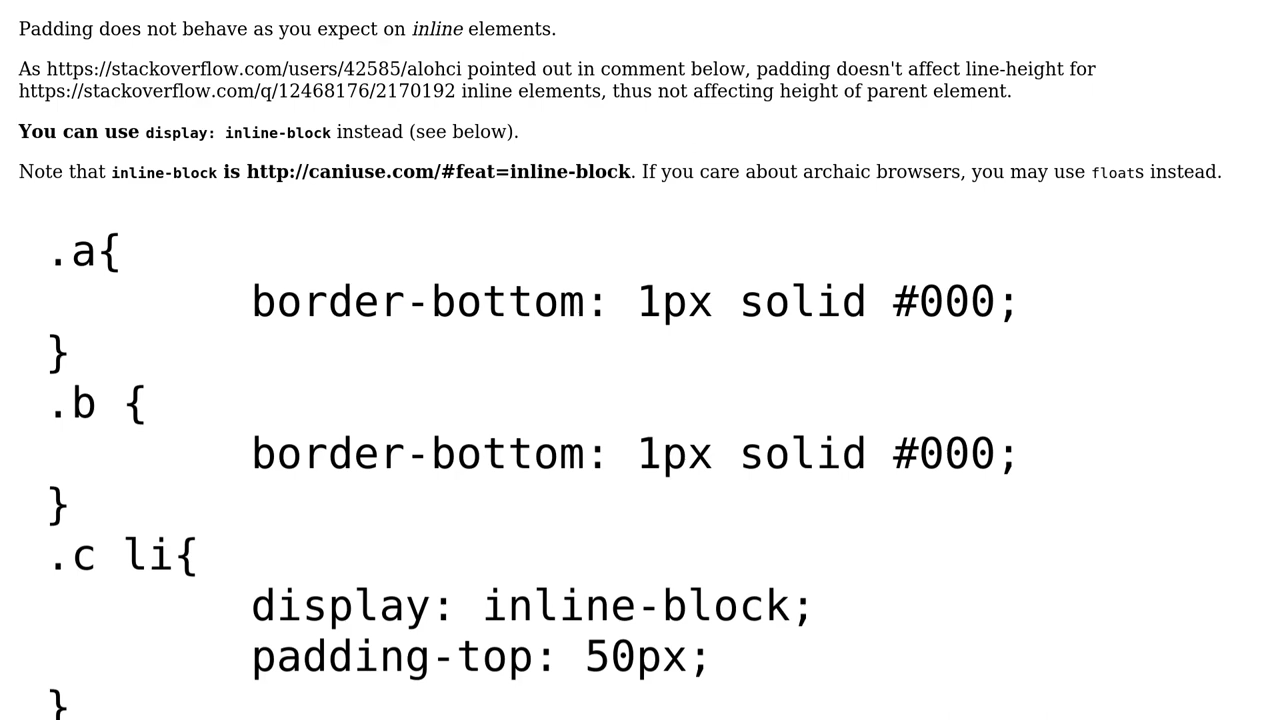 Padding does not behave as you expect on inline elements.
As https://stackoverflow.com/users/42585/alohci pointed out in comment below, padding doesn't affect line-height for
https://stackoverflow.com/q/12468176/2170192 inline elements, thus not affecting height of parent element.
You can use display: inline-block instead (see below).
Note that inline-block is http://caniuse.com/#feat=inline-block. If you care about archaic browsers, you may use floats instead.
.a{
border-bottom: 1px solid #000;
}
.b {
border-bottom: 1px solid #000;
}
.c li{
display: inline-block;
padding-top: 50px;
}